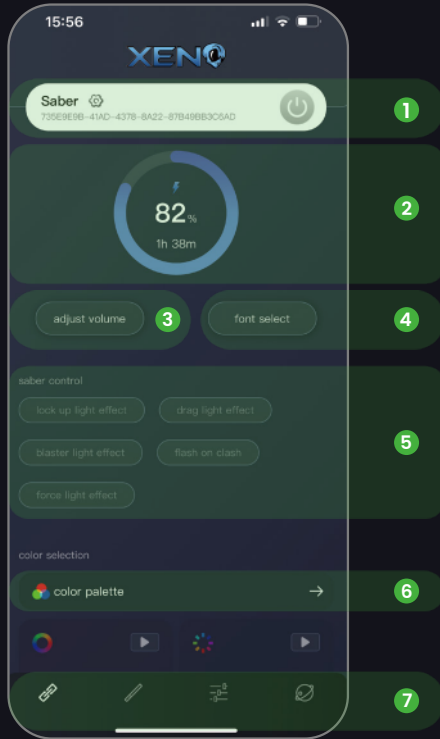 15:56
XENO
Saber
735E9E9B-41AD-4378-8A22-87B49BB3C6AD
1
82%
1h 38m
2
adjust volume 3
font select 4
saber control
lock up light effect drag light effect
blaster light effect flash on clash
5
force light effect
color selection
color palette 6
7